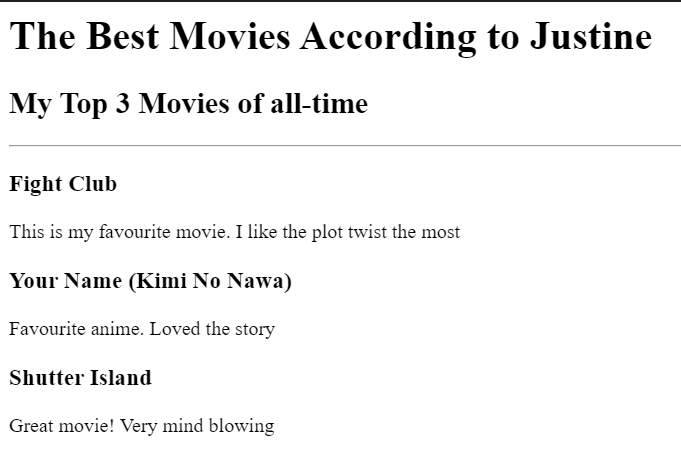 The Best Movies According to Justine
My Top 3 Movies of all-time
Fight Club
This is my favourite movie. I like the plot twist the most
Your Name (Kimi No Nawa)
Favourite anime. Loved the story
Shutter Island
Great movie! Very mind blowing